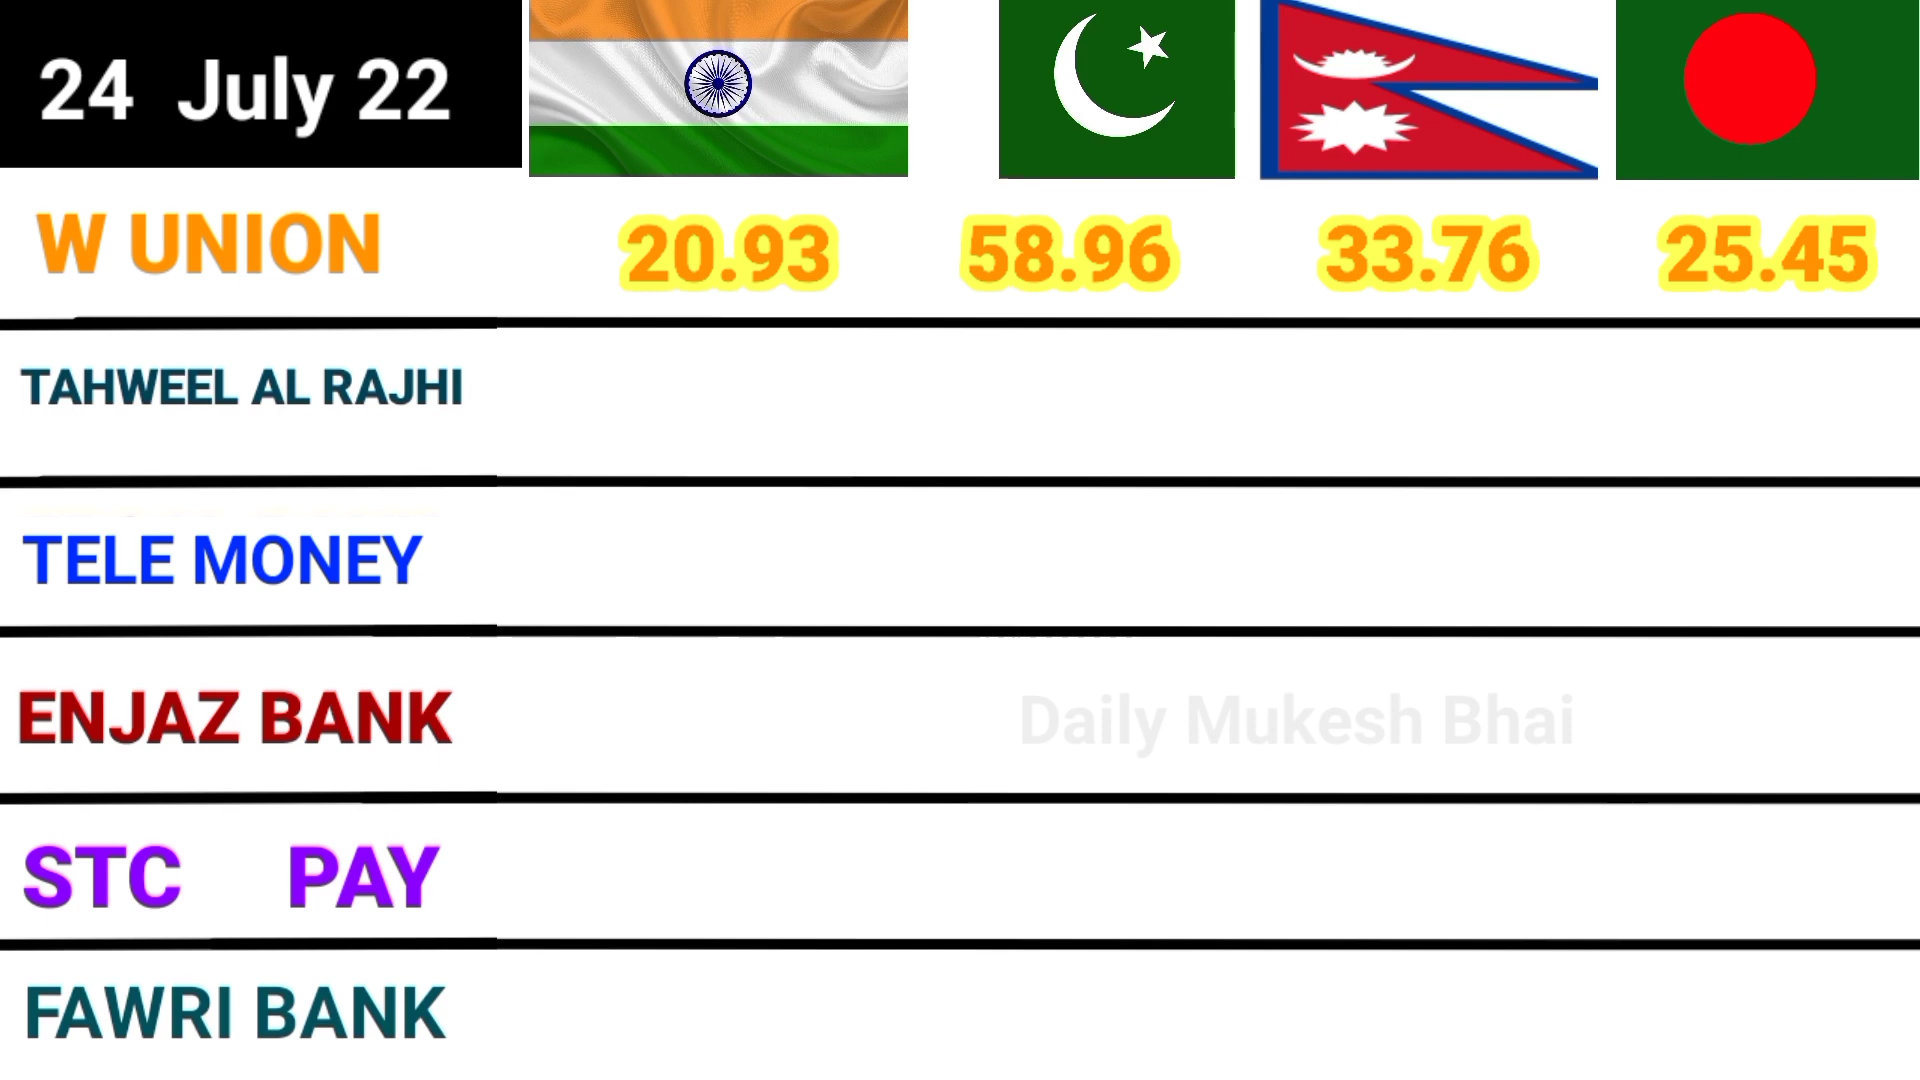 24 July 22
W UNION 20.93 58.96 33.76 25.45
TAHWEEL AL RAJHI
TELE MONEY
ENJAZ BANK
Daily Mukesh Bhai
STC PAY
FAWRI BANK